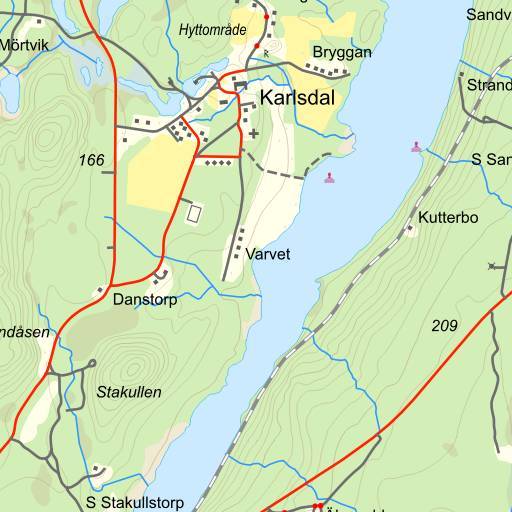 Sandv
Hyttområde
Mörtvik
Bryggan
Strand
Karlsdal
166
S San
Kutterbo
Varvet
Danstorp
209
ndåsen
Stakullen
S Stakullstorp